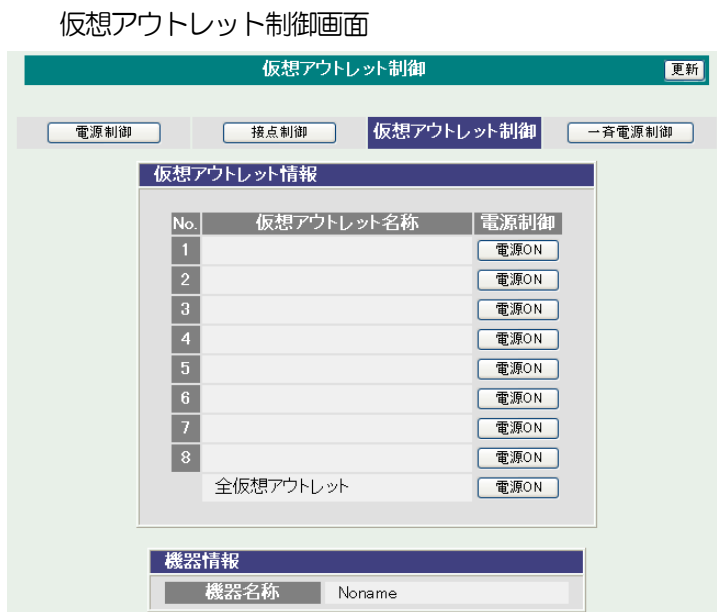 仮想アウトレット制御画面
仮想アウトレット制御 更新
電源制御 接点制御 仮想アウトレット制御 一斉電源制御
仮想アウトレット情報
No. 仮想アウトレット名称 電源制御
1 電源ON
2 電源ON
3 電源ON
4 電源ON
5 電源ON
6 電源ON
7 電源ON
8 電源ON
全仮想アウトレット 電源ON
機器情報
機器名称 Noname